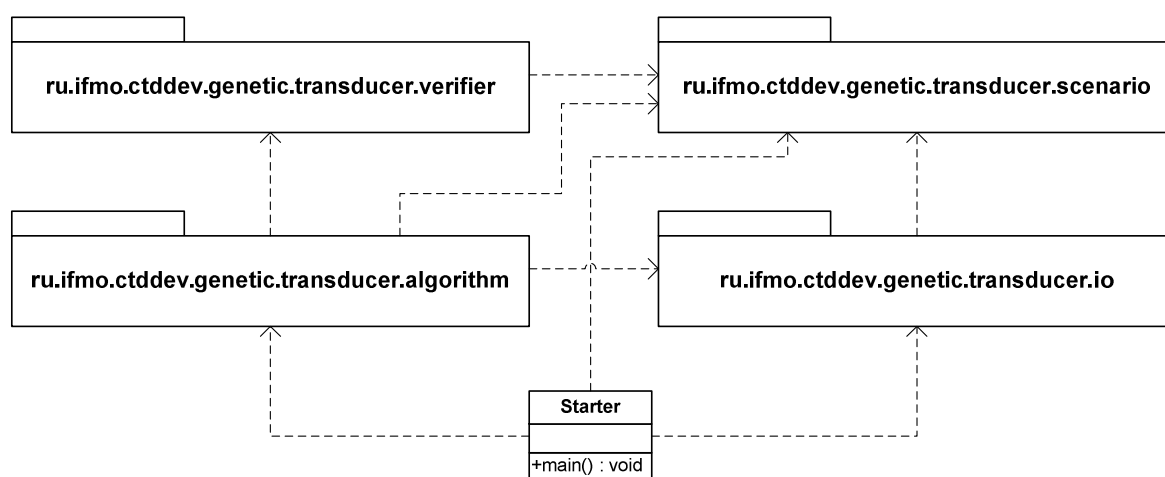 ru.ifmo.ctddev.genetic.transducer.verifier
ru.ifmo.ctddev.genetic.transducer.scenario
ru.ifmo.ctddev.genetic.transducer.algorithm
ru.ifmo.ctddev.genetic.transducer.io
Starter
+main() : void